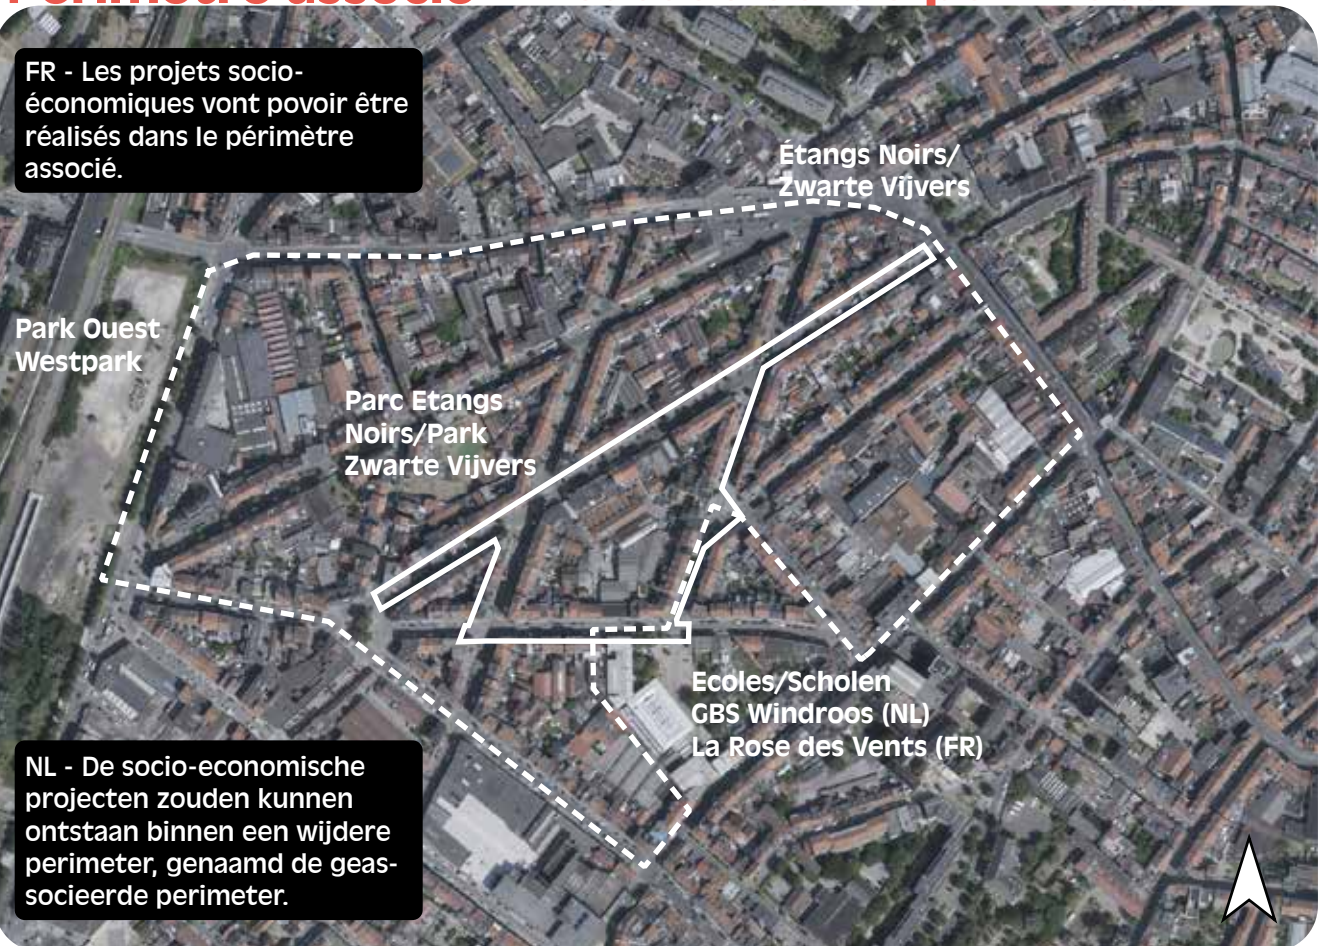 Périmètre associé
FR - Les projets socio-
économiques vont povoir être
réalisés dans le périmètre
associé.
Étangs Noirs/
Zwarte Vijvers
Park Ouest
Westpark
Parc Etangs
Noirs/Park
Zwarte Vijvers
Ecoles/Scholen
GBS Windroos (NL)
La Rose des Vents (FR)
NL - De socio-economische
projecten zouden kunnen
ontstaan binnen een wijdere
perimeter, genaamd de geas-
socieerde perimeter.